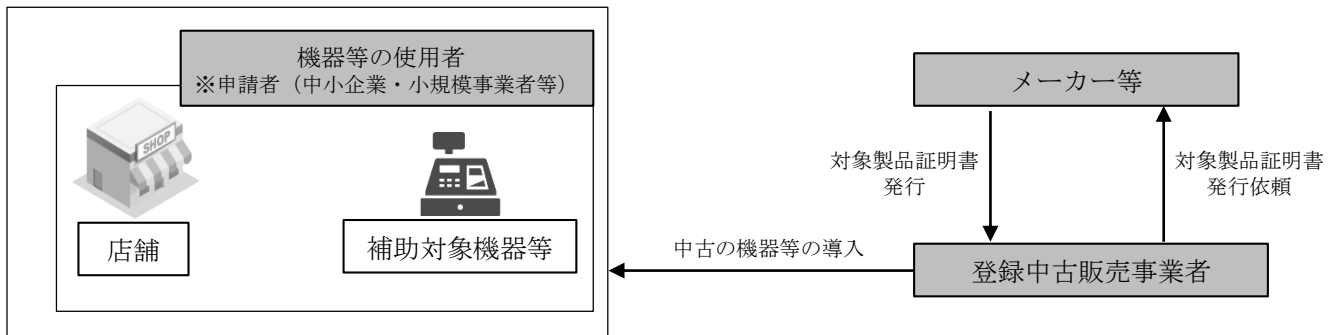 機器等の使用者
※申請者（中小企業・小規模事業者等）
SHOP
店舗
補助対象機器等
メーカー等
対象製品証明書
発行
対象製品証明書
発行依頼
中古の機器等の導入
登録中古販売事業者